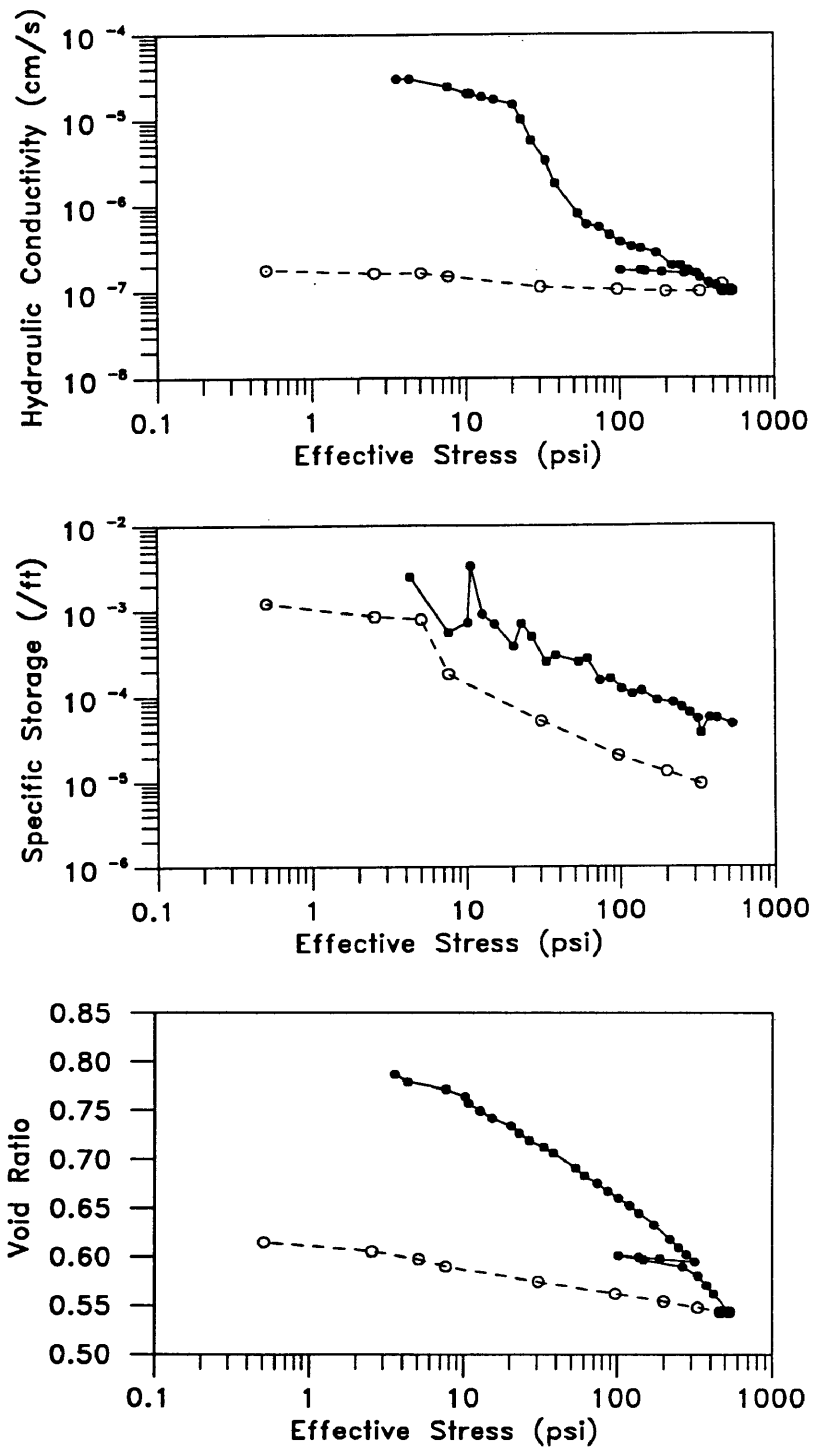 Hydraulic Conductivity (cm/s)
10 -4
10 -5
10 -6
10 -7
10 -8
0.1 1 10 100 1000
Effective Stress (psi)
Specific Storage (/ft)
10 -2
10 -3
10 -4
10 -5
10 -6
0.1 1 10 100 1000
Effective Stress (psi)
Void Ratio
0.85
0.80
0.75
0.70
0.65
0.60
0.55
0.50
0.1 1 10 100 1000
Effective Stress (psi)